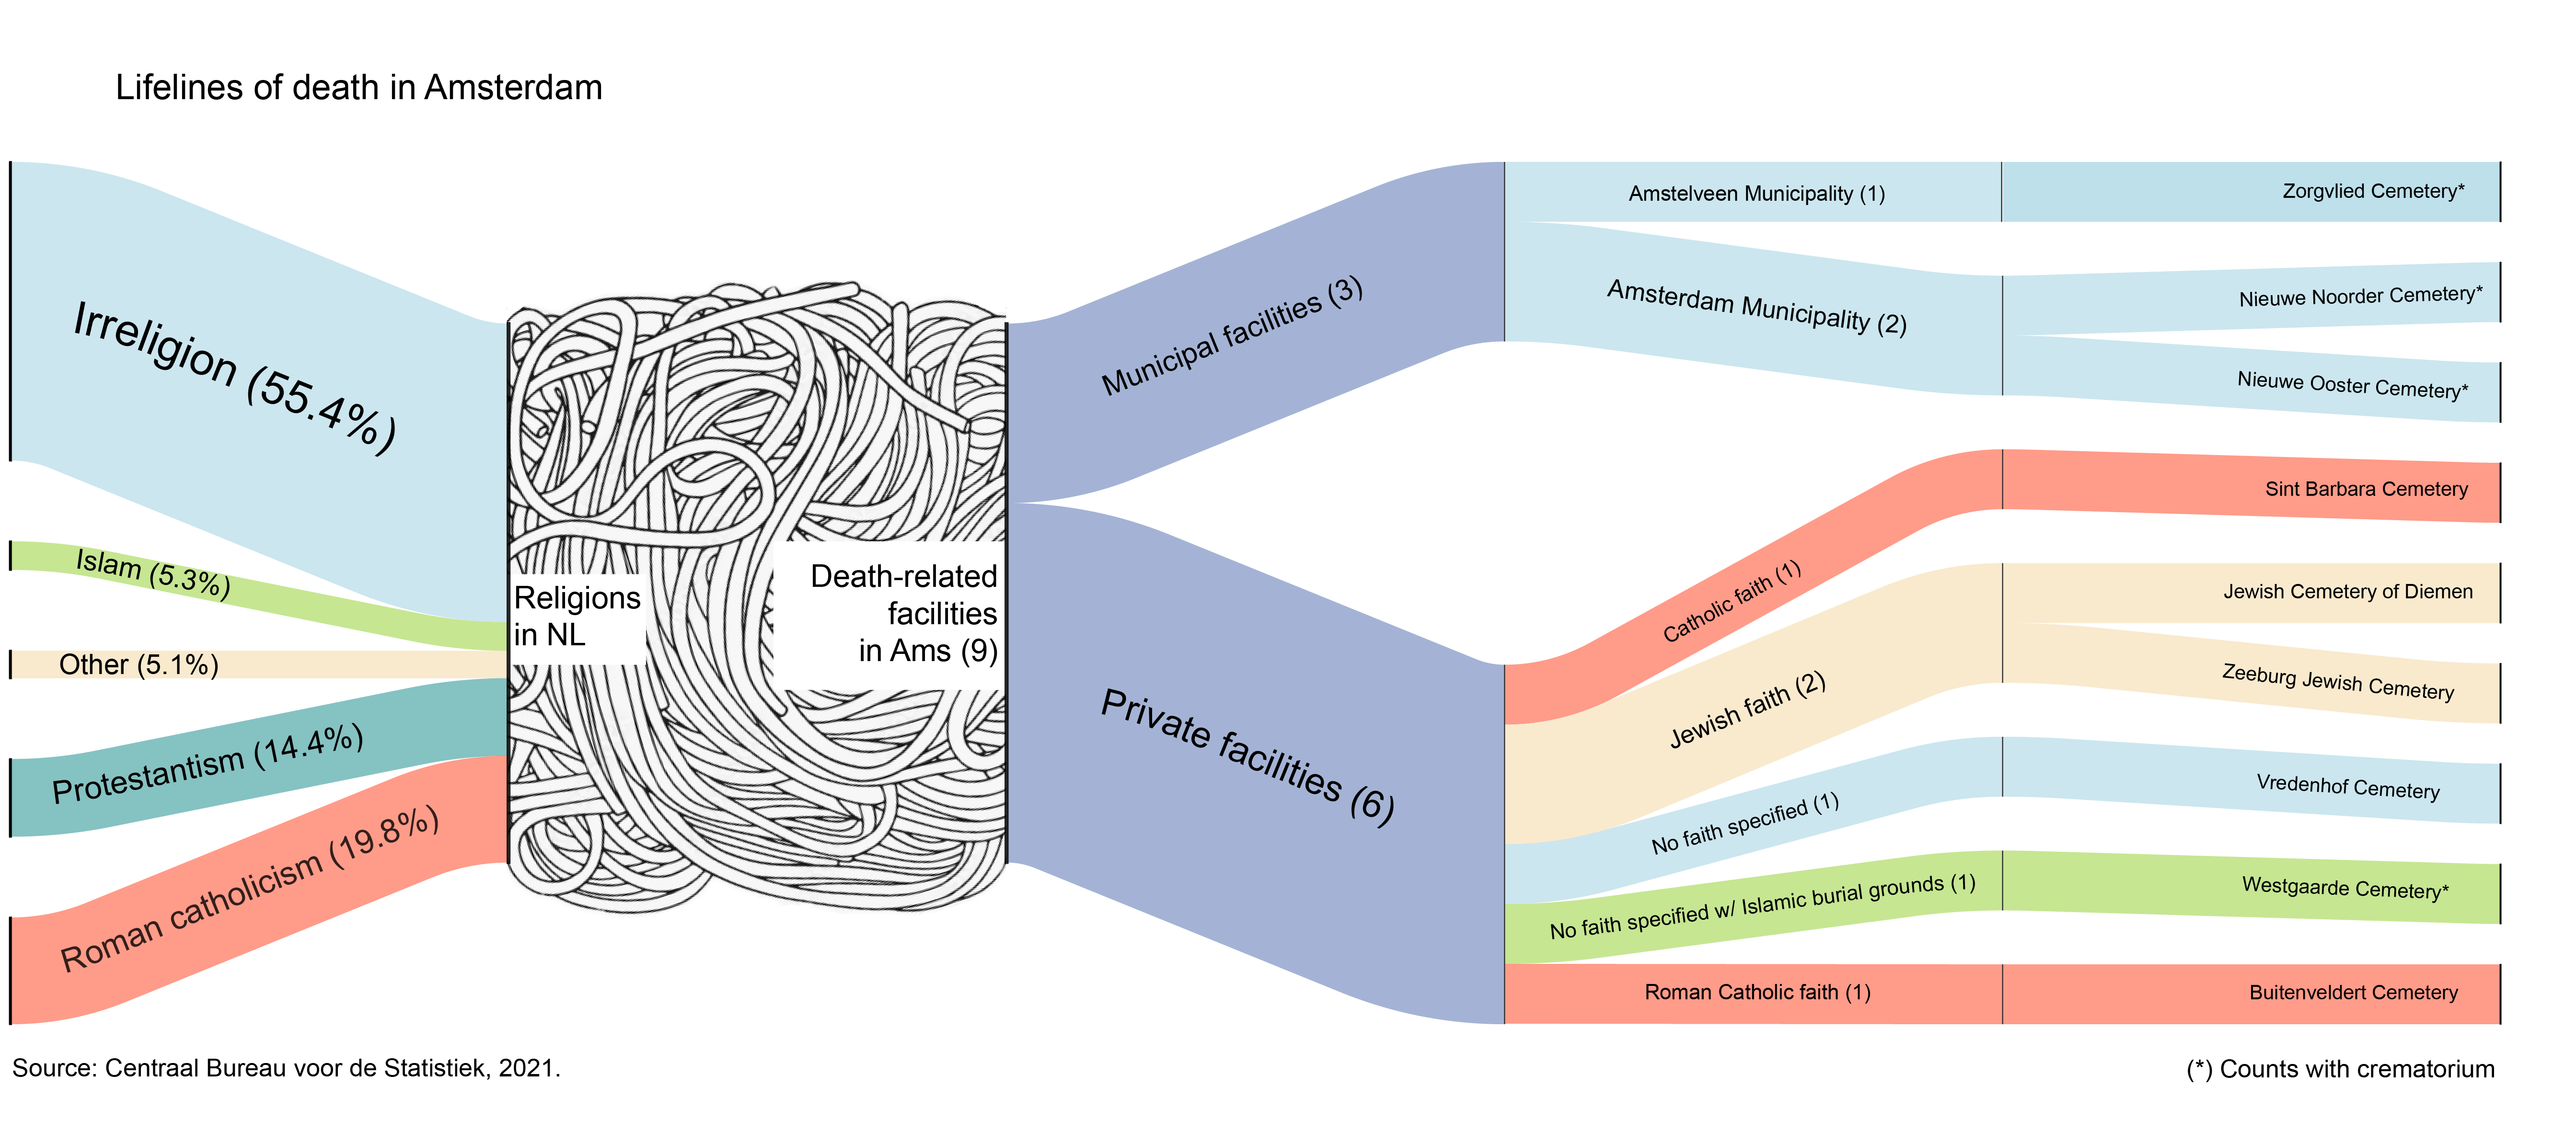 Lifelines of death in Amsterdam
Irreligion (55.4%)
Islam (5.3%)
Other (5.1%)
Protestantism (14.4%)
Roman catholicism (19.8%)
Religions
in NL
Death-related
facilities
in Ams (9)
Municipal facilities (3)
Private facilities (6)
Amstelveen Municipality (1)
Amsterdam Municipality (2)
Catholic faith (1)
Jewish faith (2)
No faith specified (1)
No faith specified w/ Islamic burial grounds (1)
Roman Catholic faith (1)
Zorgvlied Cemetery*
Nieuwe Noorder Cemetery*
Nieuwe Ooster Cemetery*
Sint Barbara Cemetery
Jewish Cemetery of Diemen
Zeeburg Jewish Cemetery
Vredenhof Cemetery
Westgaarde Cemetery*
Buitenveldert Cemetery
Source: Centraal Bureau voor de Statistiek, 2021.
(*) Counts with crematorium